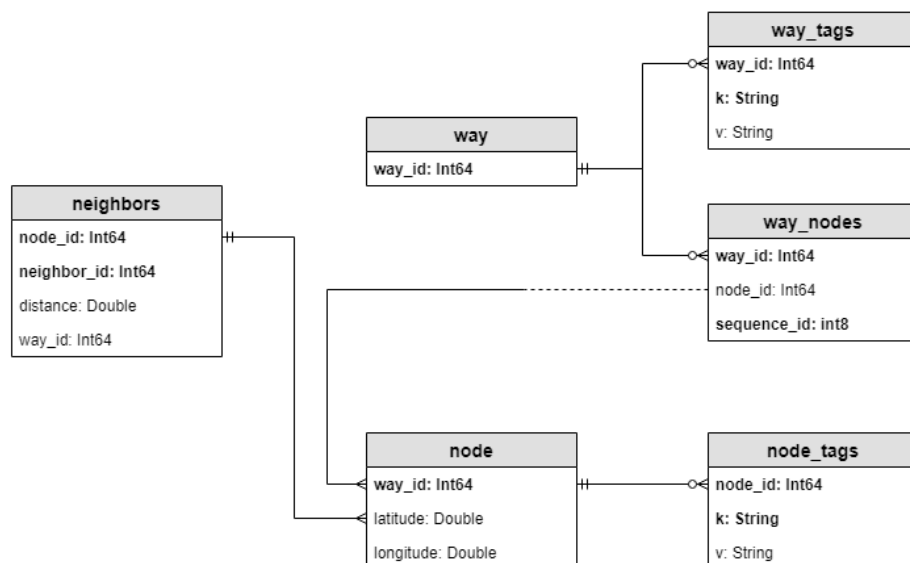 way_tags
way_id: Int64
k: String
v: String
way
way_id: Int64
neighbors
node_id: Int64
neighbor_id: Int64
distance: Double
way_id: Int64
way_nodes
way_id: Int64
node_id: Int64
sequence_id: int8
node
way_id: Int64
latitude: Double
longitude: Double
node_tags
node_id: Int64
k: String
v: String